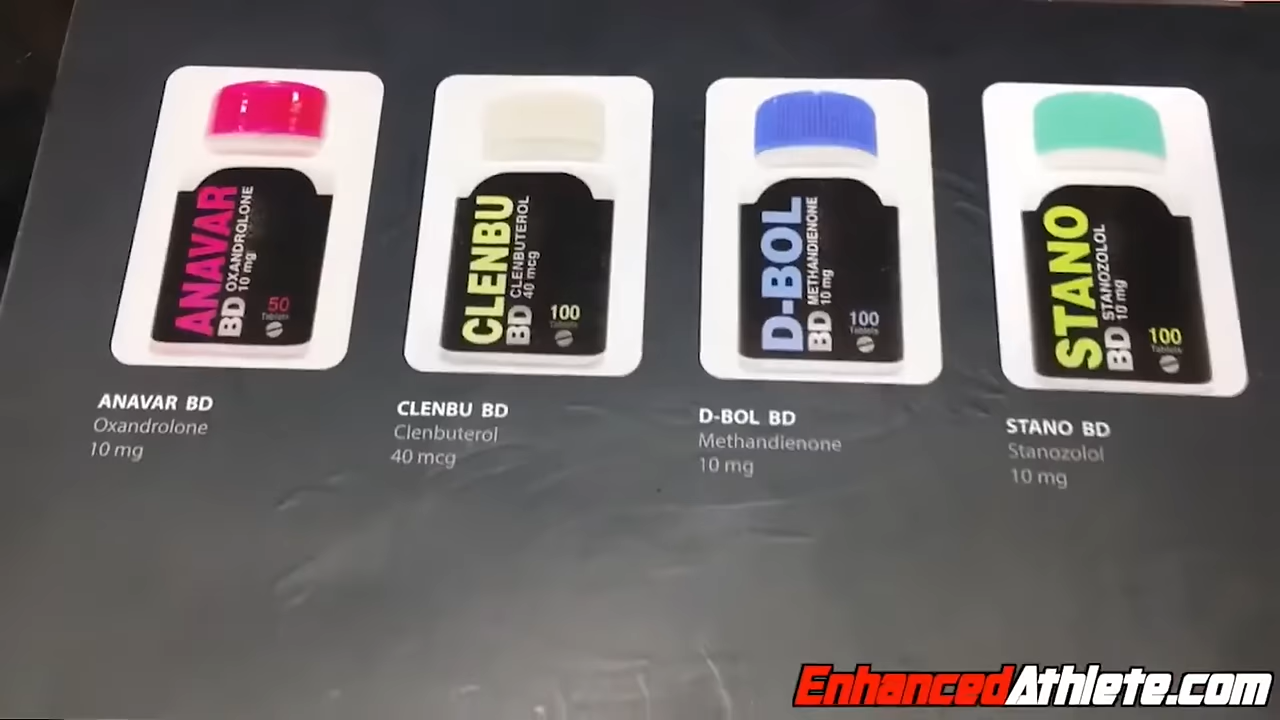 ANAVAR
BD
OXANDROLONE
10 mg
50
Tablets
CLENBU
BD
CLENBUTEROL
40 mcg
100
Tablets
D-BOL
BD
METHANDIENONE
10 mg
100
Tablets
STANO
BD
STANOZOLOL
10 mg
100
Tablets
ANAVAR BD
Oxandrolone
10 mg
CLENBU BD
Clenbuterol
40 mcg
D-BOL BD
Methandienone
10 mg
STANO BD
Stanozolol
10 mg
EnhancedAthlete.com